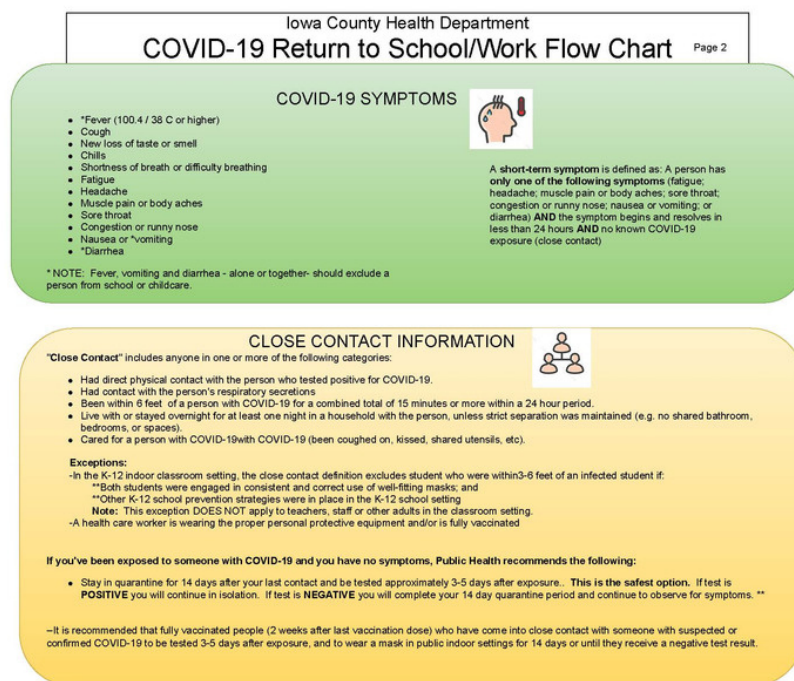 Iowa County Health Department
COVID-19 Return to School/Work Flow Chart
Page 2
COVID-19 SYMPTOMS
• *Fever (100.4 / 38 C or higher)
• Cough
• New loss of taste or smell
• Chills
• Shortness of breath or difficulty breathing
• Fatigue
• Headache
• Muscle pain or body aches
• Sore throat
• Congestion or runny nose
• Nausea or *vomiting
• *Diarrhea
* NOTE: Fever, vomiting and diarrhea - alone or together- should exclude a
person from school or childcare.
A short-term symptom is defined as: A person has
only one of the following symptoms (fatigue;
headache; muscle pain or body aches; sore throat;
congestion or runny nose; nausea or vomiting; or
diarrhea) AND the symptom begins and resolves in
less than 24 hours AND no known COVID-19
exposure (close contact)
CLOSE CONTACT INFORMATION
"Close Contact" includes anyone in one or more of the following categories:
• Had direct physical contact with the person who tested positive for COVID-19.
• Had contact with the person's respiratory secretions
• Been within 6 feet of a person with COVID-19 for a combined total of 15 minutes or more within a 24 hour period.
• Live with or stayed overnight for at least one night in a household with the person, unless strict separation was maintained (e.g. no shared bathroom,
bedrooms, or spaces).
• Cared for a person with COVID-19with COVID-19 (been coughed on, kissed, shared utensils, etc).
Exceptions:
-In the K-12 indoor classroom setting, the close contact definition excludes student who were within3-6 feet of an infected student if:
**Both students were engaged in consistent and correct use of well-fitting masks; and
**Other K-12 school prevention strategies were in place in the K-12 school setting
Note: This exception DOES NOT apply to teachers, staff or other adults in the classroom setting.
-A health care worker is wearing the proper personal protective equipment and/or is fully vaccinated
If you've been exposed to someone with COVID-19 and you have no symptoms, Public Health recommends the following:
• Stay in quarantine for 14 days after your last contact and be tested approximately 3-5 days after exposure.. This is the safest option. If test is
POSITIVE you will continue in isolation. If test is NEGATIVE you will complete your 14 day quarantine period and continue to observe for symptoms. **
--It is recommended that fully vaccinated people (2 weeks after last vaccination dose) who have come into close contact with someone with suspected or
confirmed COVID-19 to be tested 3-5 days after exposure, and to wear a mask in public indoor settings for 14 days or until they receive a negative test result.